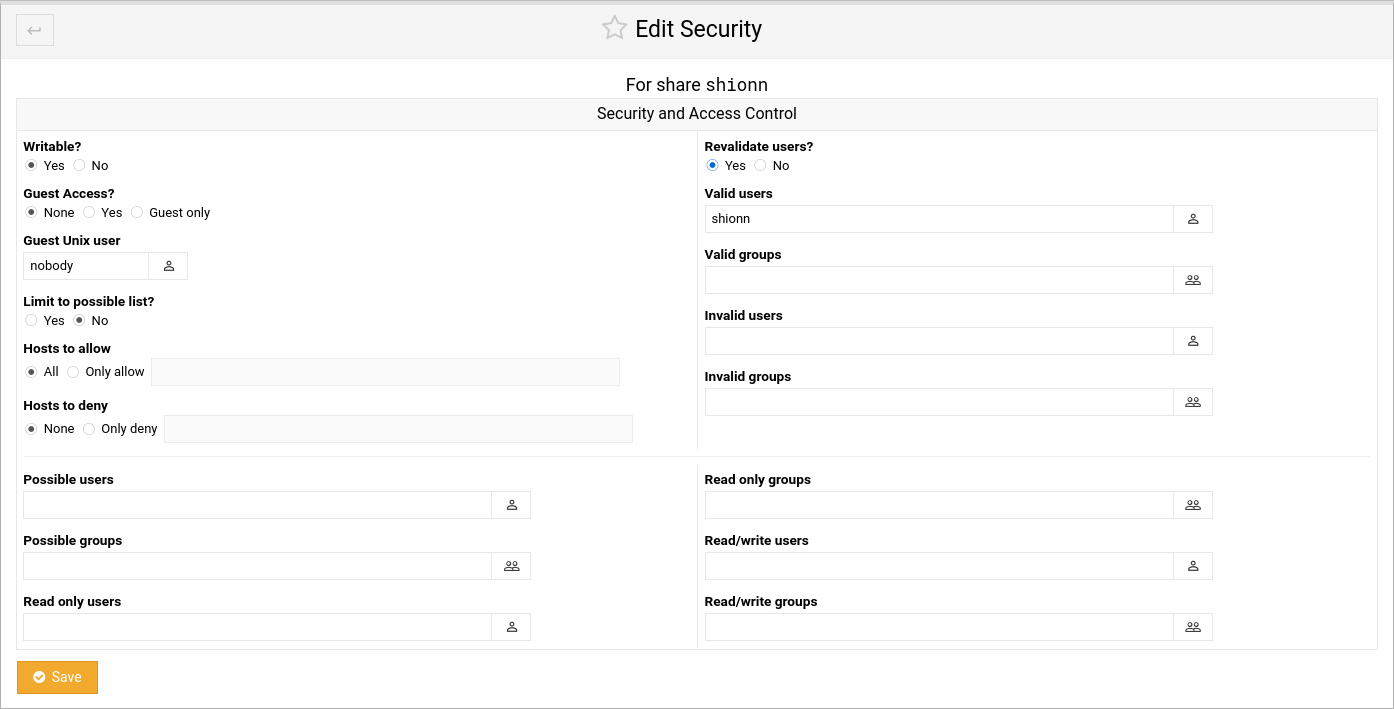 Edit Security
For share shionn
Security and Access Control
Writable?
Yes No
Guest Access?
None Yes Guest only
Guest Unix user
nobody
Limit to possible list?
Yes No
Hosts to allow
All Only allow
Hosts to deny
None Only deny
Revalidate users?
Yes No
Valid users
shionn
Valid groups
Invalid users
Invalid groups
Possible users
Possible groups
Read only users
Read only groups
Read/write users
Read/write groups
Save